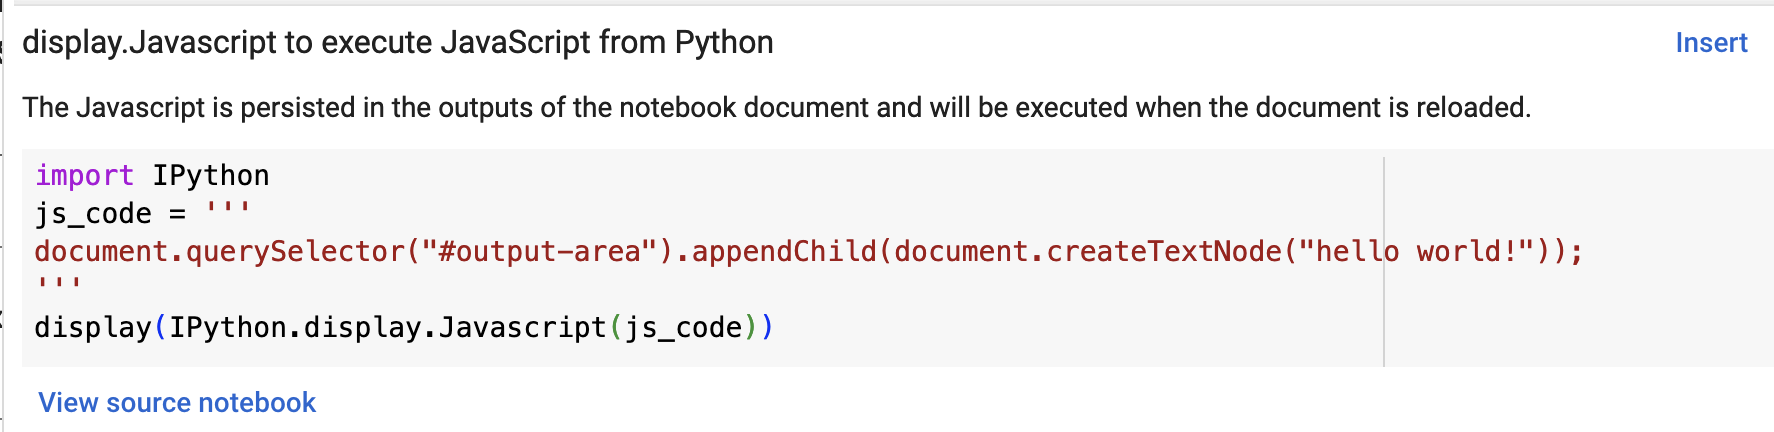 display.Javascript to execute JavaScript from Python
Insert
The Javascript is persisted in the outputs of the notebook document and will be executed when the document is reloaded.
import IPython
js_code = '''
document.querySelector("#output-area").appendChild(document.createTextNode("hello world!"));
'''
display(IPython.display.Javascript(js_code))
View source notebook